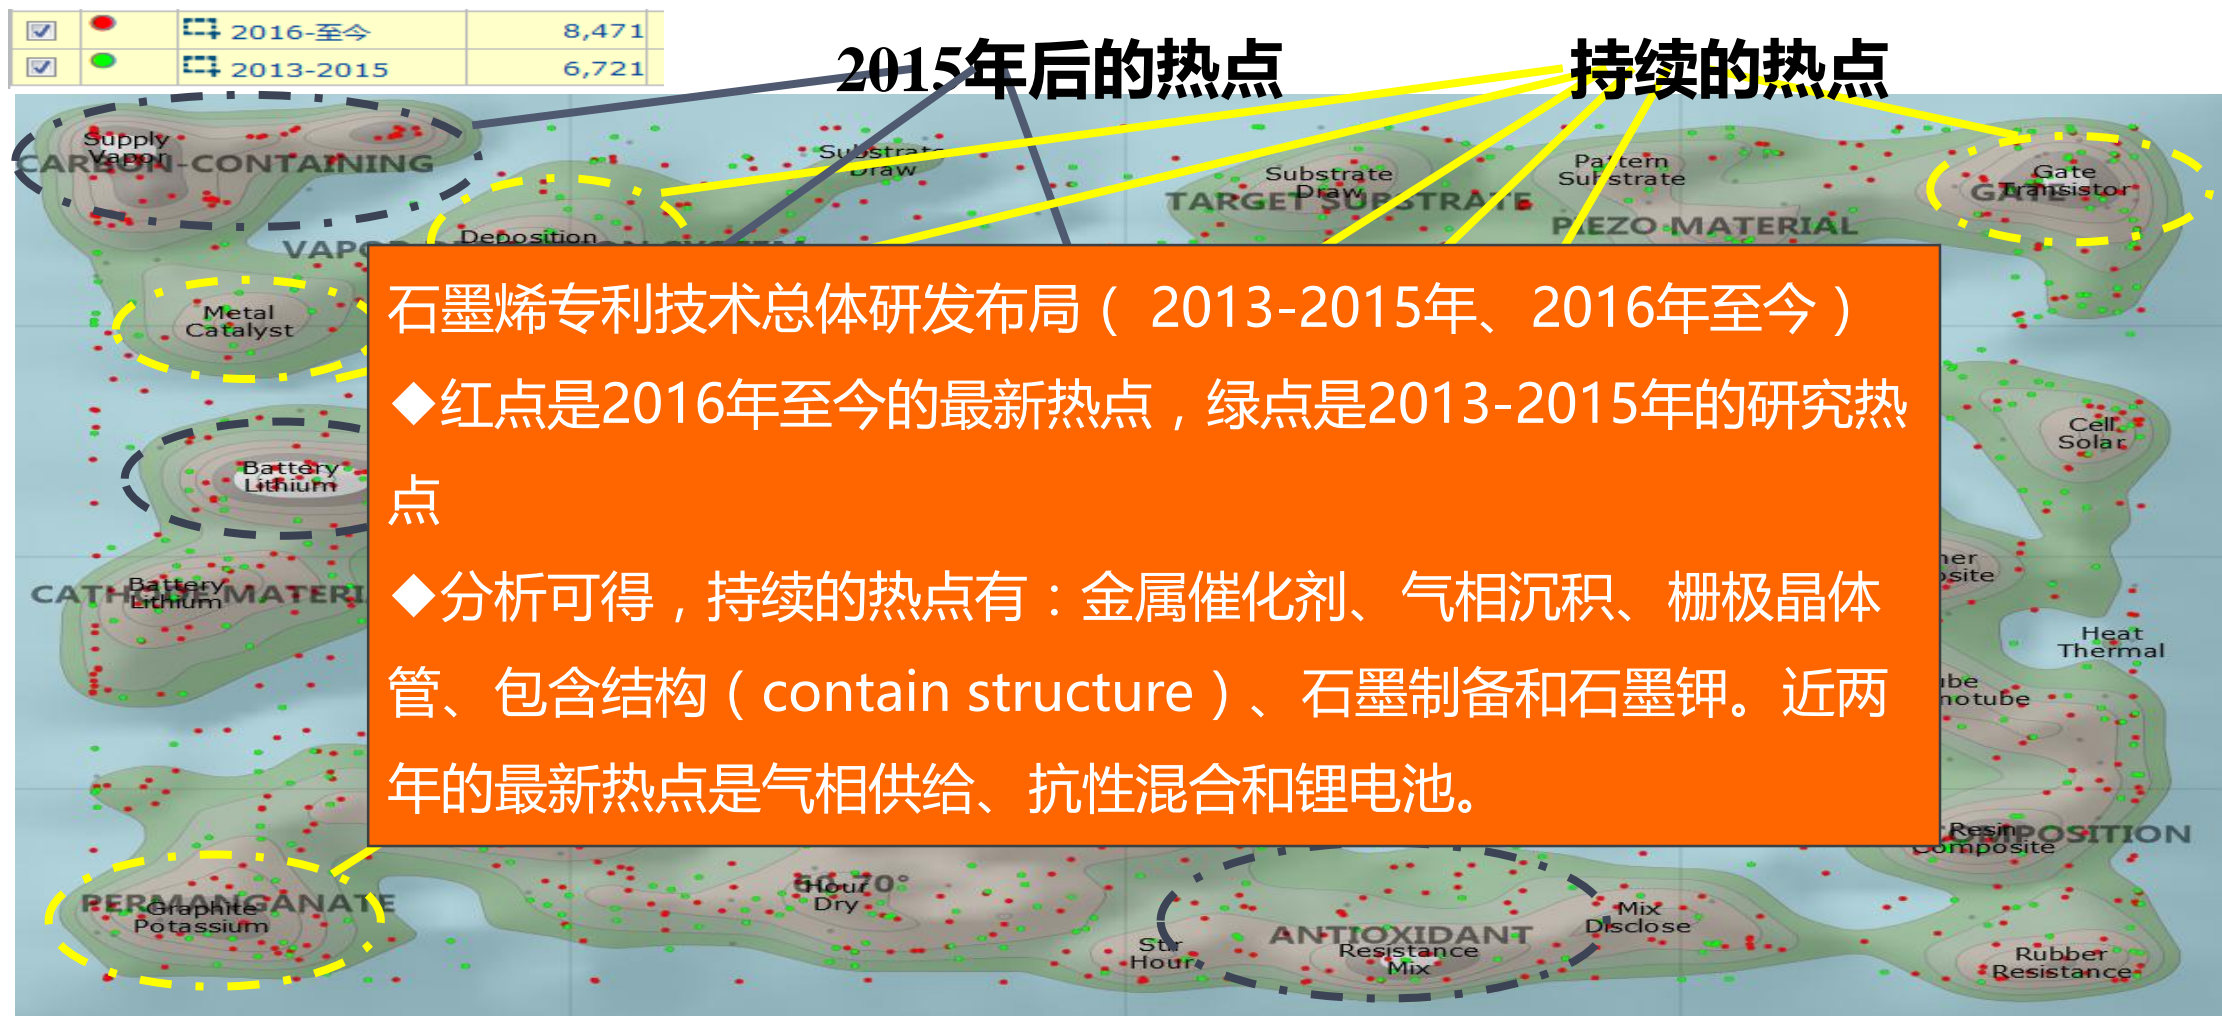 2016-至今 8,471
2013-2015 6,721
2015年后的热点 持续的热点
Supply
Vapor
CARBON-CONTAINING
Substrate
Draw
Substrate
Draw
TARGET SUBSTRATE
Pattern
Substrate
PIEZO MATERIAL
Gate
Transistor
GATE
Deposition
Metal
Catalyst
石墨烯专利技术总体研发布局（ 2013-2015年、2016年至今）
◆红点是2016年至今的最新热点，绿点是2013-2015年的研究热
点
◆分析可得，持续的热点有：金属催化剂、气相沉积、栅极晶体
管、包含结构（contain structure）、石墨制备和石墨钾。近两
年的最新热点是气相供给、抗性混合和锂电池。
Cell
Solar
Battery
Lithium
Battery
Lithium
Heat
Thermal
Resin
Composite
PERMANGANATE
Graphite
Potassium
Hour
Dry
Stir
Hour
ANTIOXIDANT
Resistance
Mix
Mix
Disclose
Rubber
Resistance